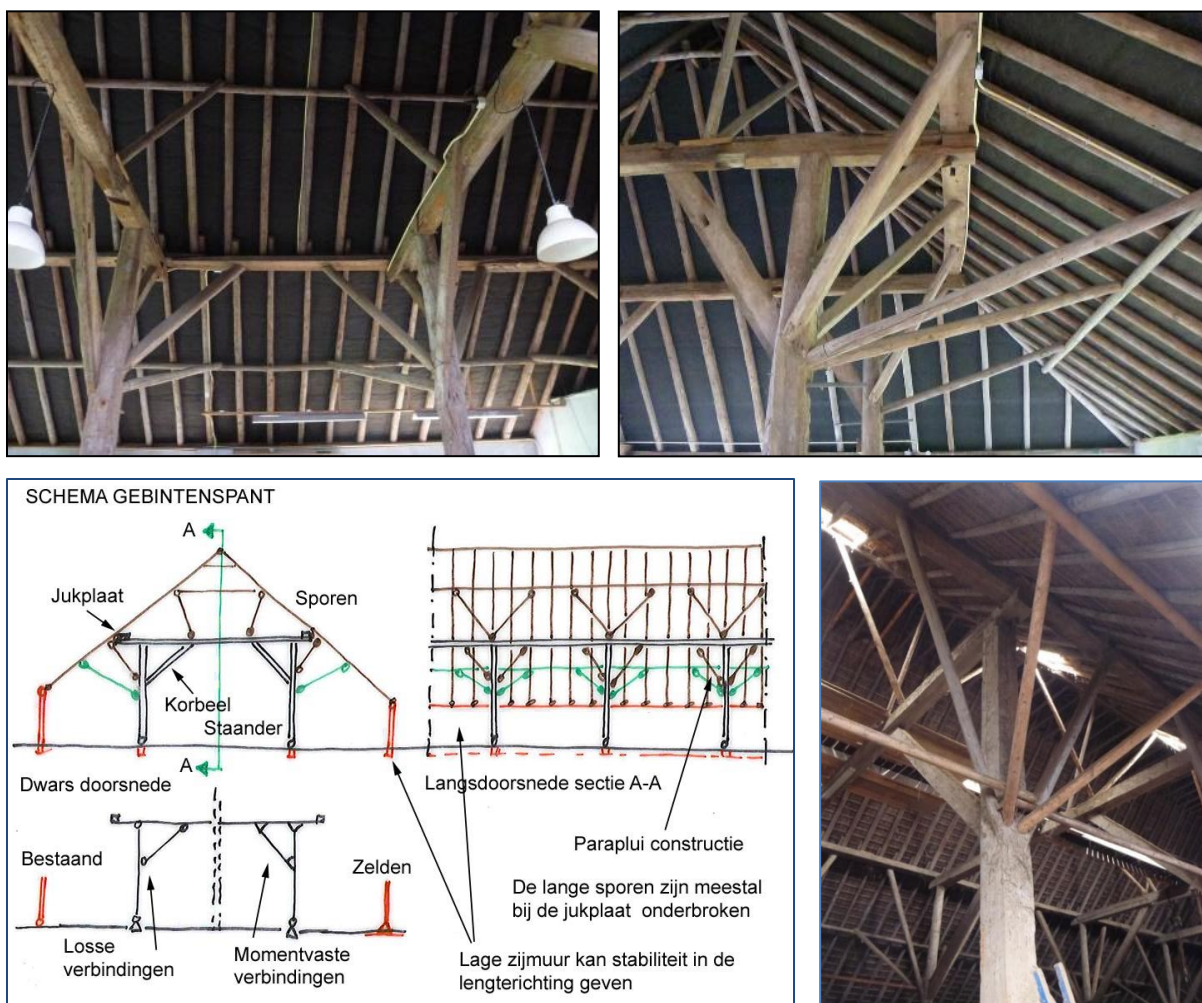 SCHEMA GEBINTENSPANT
A
Jukplaat
Sporen
Korbeel
Staander
A
Dwars doorsnede
Langsdoorsnede sectie A-A
Paraplui constructie
Bestaand
Zelden
De lange sporen zijn meestal
bij de jukplaat onderbroken
Losse
verbindingen
Momentvaste
verbindingen
Lage zijmuur kan stabiliteit in de
lengterichting geven